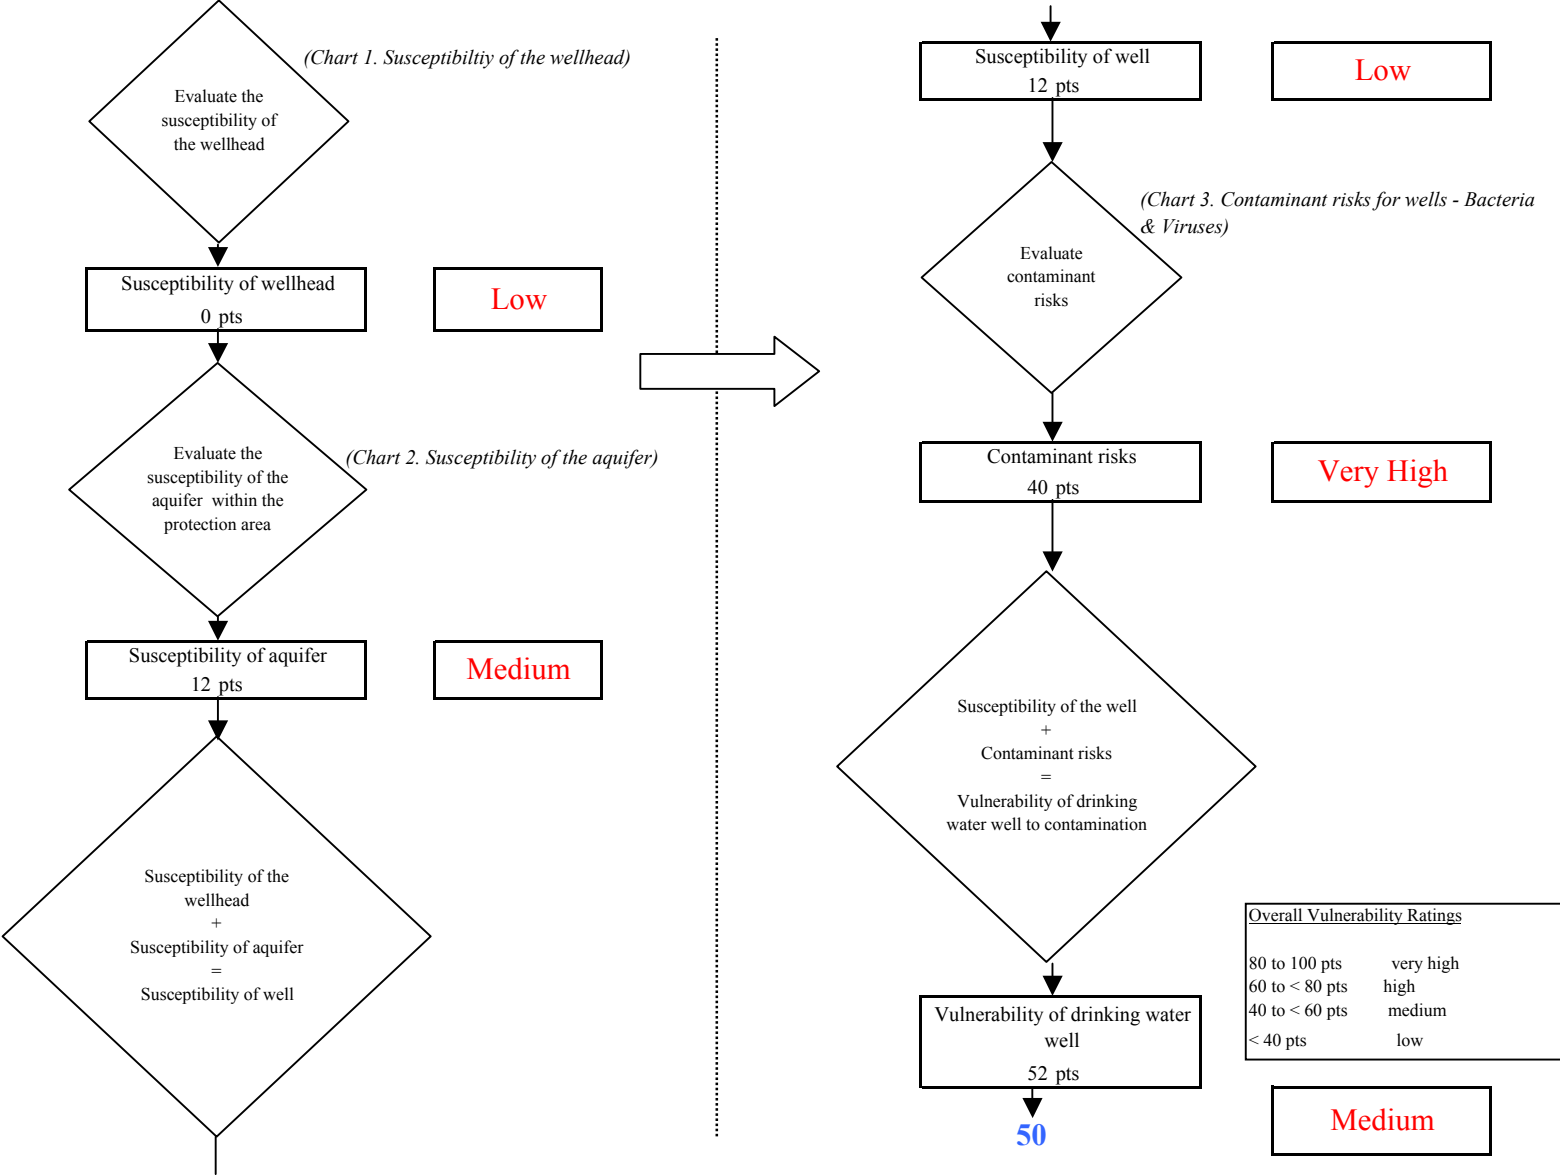 (Chart 1. Susceptibiltiy of the wellhead)
Evaluate the
susceptibility of
the wellhead
Susceptibility of wellhead
0 pts
Low
Evaluate the
susceptibility of the
aquifer within the
protection area
(Chart 2. Susceptibility of the aquifer)
Susceptibility of aquifer
12 pts
Medium
Susceptibility of the
wellhead
+
Susceptibility of aquifer
=
Susceptibility of well
Susceptibility of well
12 pts
Low
(Chart 3. Contaminant risks for wells - Bacteria
& Viruses)
Evaluate
contaminant
risks
Contaminant risks
40 pts
Very High
Susceptibility of the well
+
Contaminant risks
=
Vulnerability of drinking
water well to contamination
Overall Vulnerability Ratings
80 to 100 pts very high
60 to < 80 pts high
40 to < 60 pts medium
< 40 pts low
Vulnerability of drinking water
well
52 pts
50
Medium